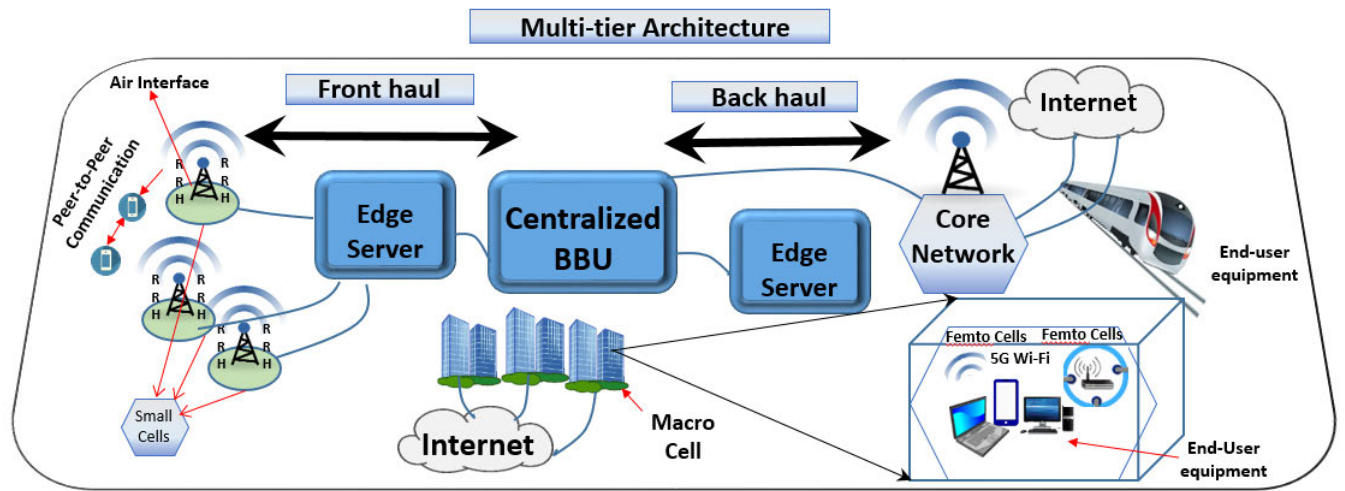 Multi-tier Architecture
Air Interface
Front haul
Back haul
Internet
Peer-to-Peer
Communication
R R
R R
H H
Edge
Server
Centralized
BBU
Edge
Server
Core
Network
End-user
equipment
R R
R R
H H
R R
R R
H H
Small
Cells
Internet
Macro
Cell
Femto Cells
Femto Cells
5G Wi-Fi
End-User
equipment